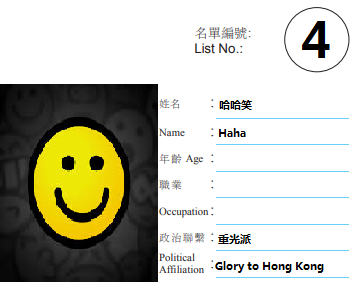 名單編號:
List No.:
4
姓名 : 哈哈笑
Name : Haha
年齡 Age :
職業 :
Occupation :
政治聯繫 : 重光派
Political
Affiliation : Glory to Hong Kong